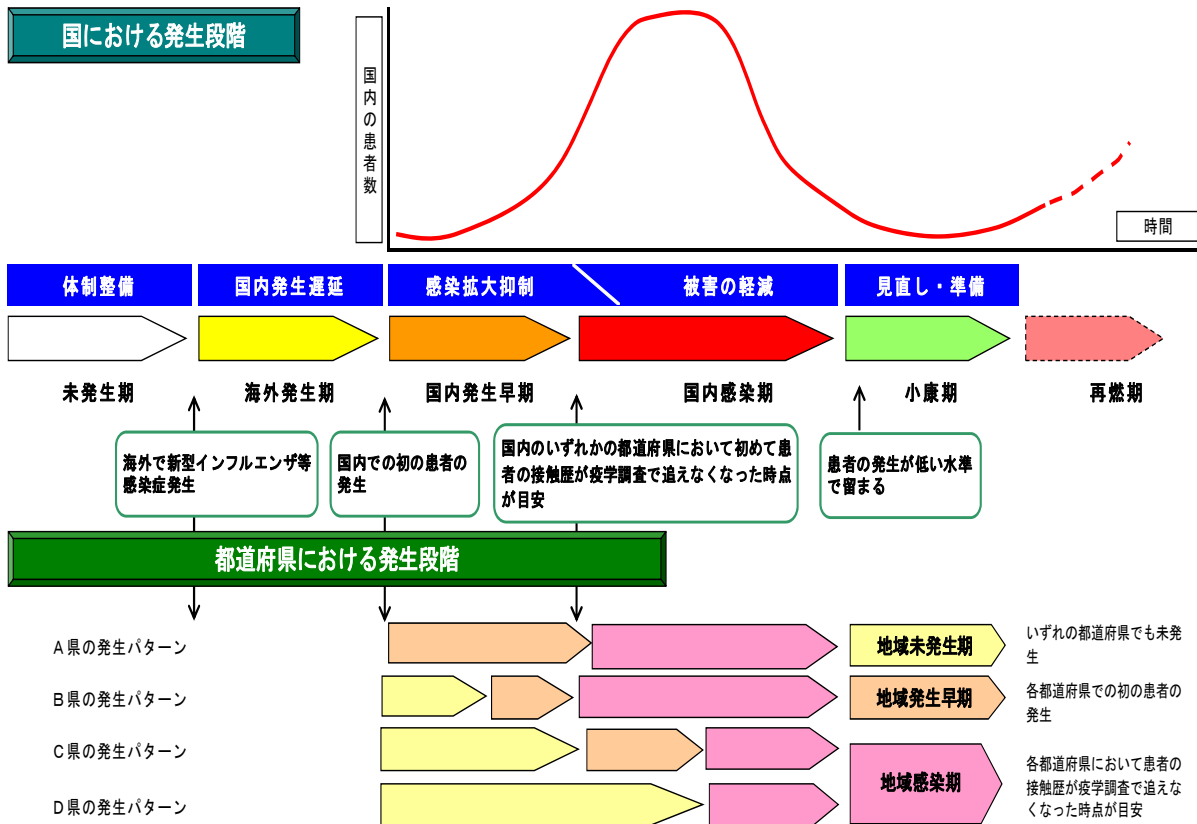 国における発生段階
国内の患者数
時間
体制整備
国内発生遅延
感染拡大抑制
被害の軽減
見直し・準備
未発生期
海外発生期
国内発生早期
国内感染期
小康期
再燃期
海外で新型インフルエンザ等
感染症発生
国内での初の患者の
発生
国内のいずれかの都道府県において初めて患
者の接触歴が疫学調査で追えなくなった時点
が目安
患者の発生が低い水準
で留まる
都道府県における発生段階
A県の発生パターン
地域未発生期
いずれの都道府県でも未発
生
B県の発生パターン
地域発生早期
各都道府県での初の患者の
発生
C県の発生パターン
D県の発生パターン
地域感染期
各都道府県において患者の
接触歴が疫学調査で追えな
くなった時点が目安